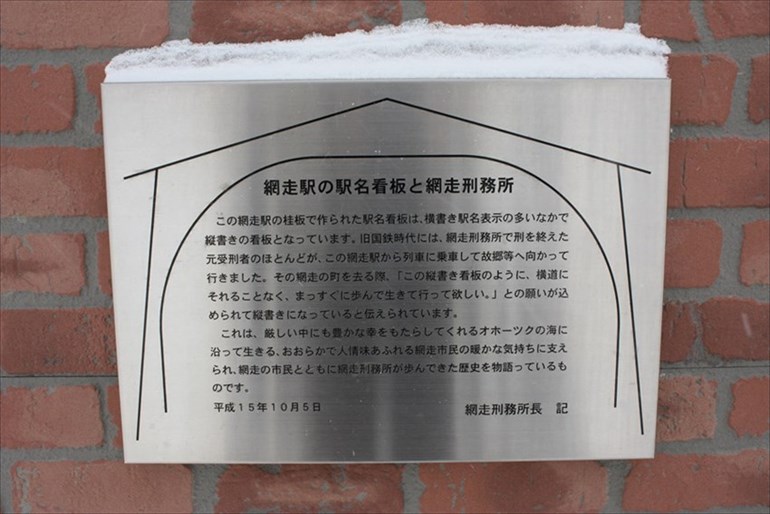 網走駅の駅名看板と網走刑務所
この網走駅の桂板で作られた駅名看板は、横書き駅名表示の多いなかで
縦書きの看板となっています。旧国鉄時代には、網走刑務所で刑を終えた
元受刑者のほとんどが、この網走駅から列車に乗車して故郷等へ向かって
行きました。その網走の町を去る際、「この縦書き看板のように、横道に
それることなく、まっすぐに歩んで生きて行って欲しい。」との願いが込
められて縦書きになっていると伝えられています。
これは、厳しい中にも豊かな幸をもたらしてくれるオホーツクの海に
沿って生きる、おおらかで人情味あふれる網走市民の暖かな気持ちに支え
られ、網走の市民とともに網走刑務所が歩んできた歴史を物語っているも
のです。
平成15年10月5日 網走刑務所長 記